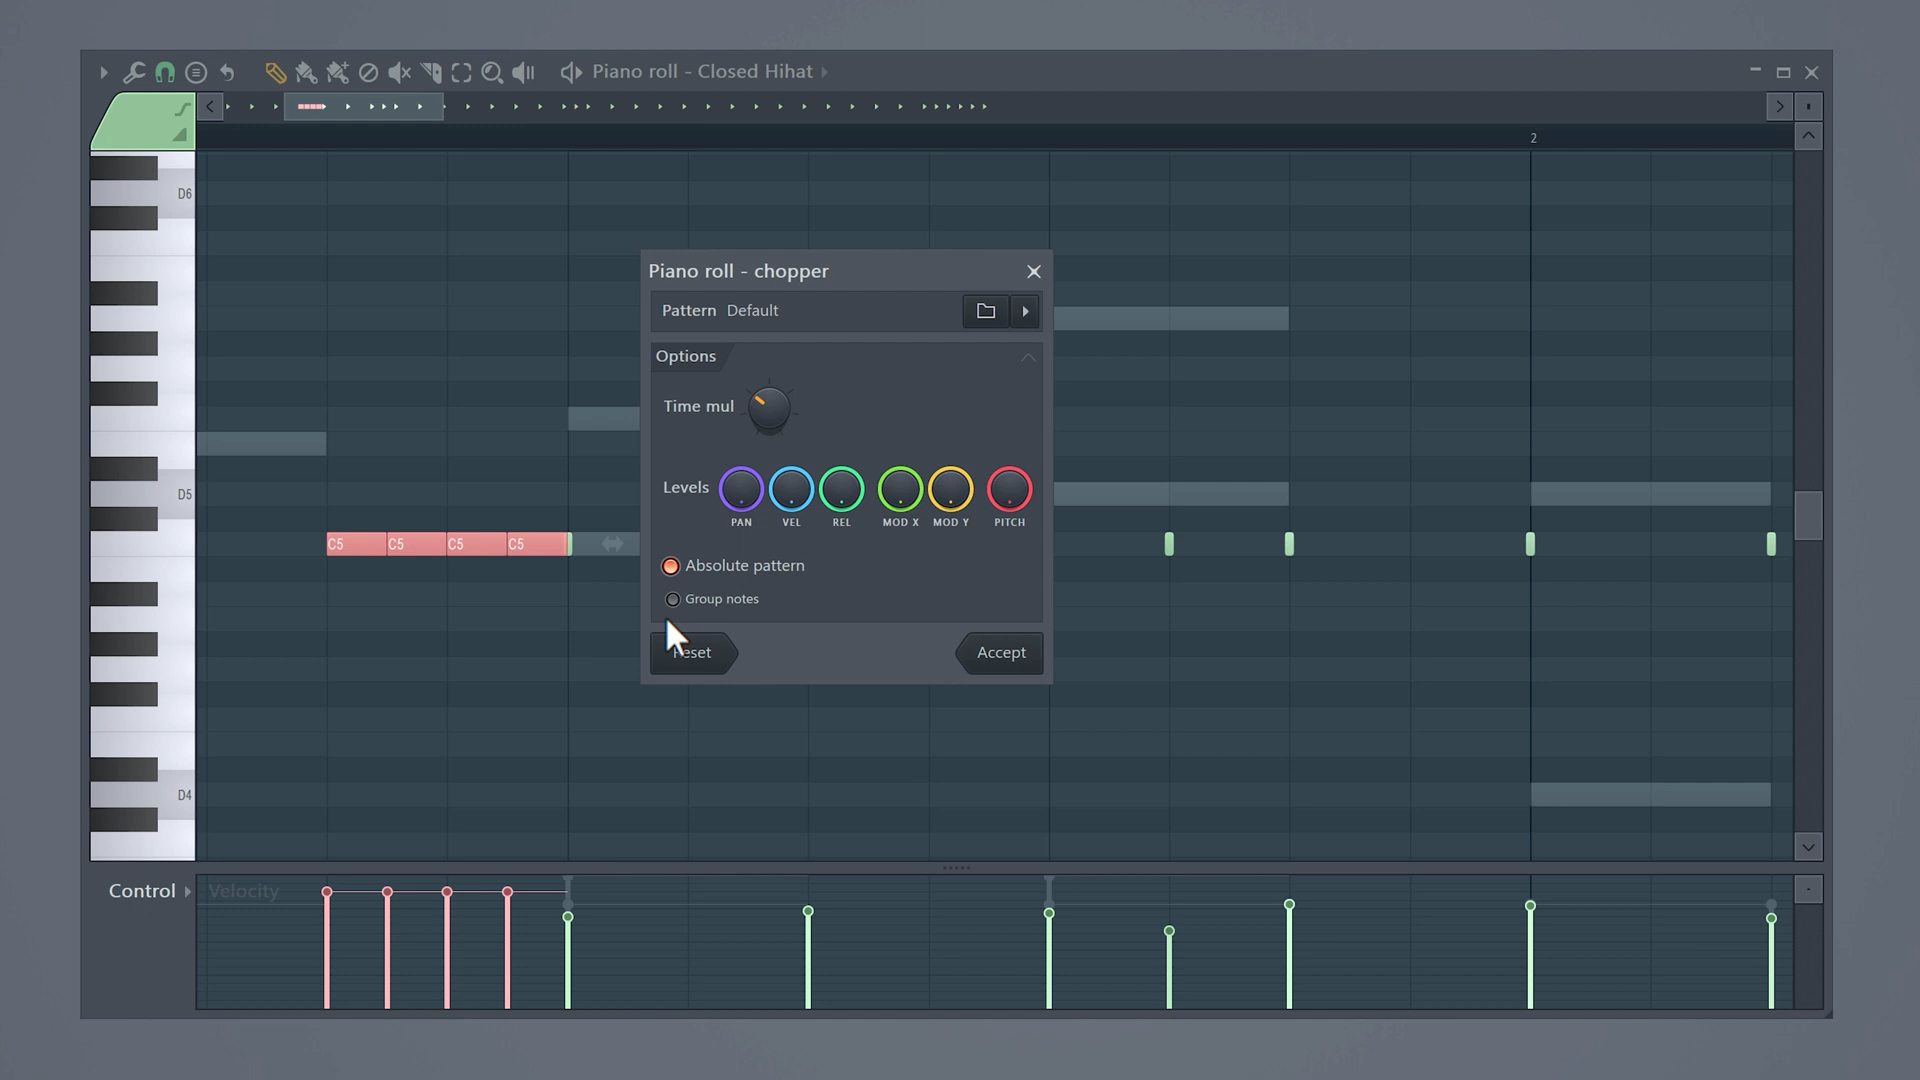 Piano roll - Closed Hihat
2
D6
Piano roll - chopper
Pattern Default
Options
Time mul
Levels
PAN VEL REL MOD X MOD Y PITCH
D5
C5 C5 C5 C5
Absolute pattern
Group notes
Reset Accept
D4
Control Velocity